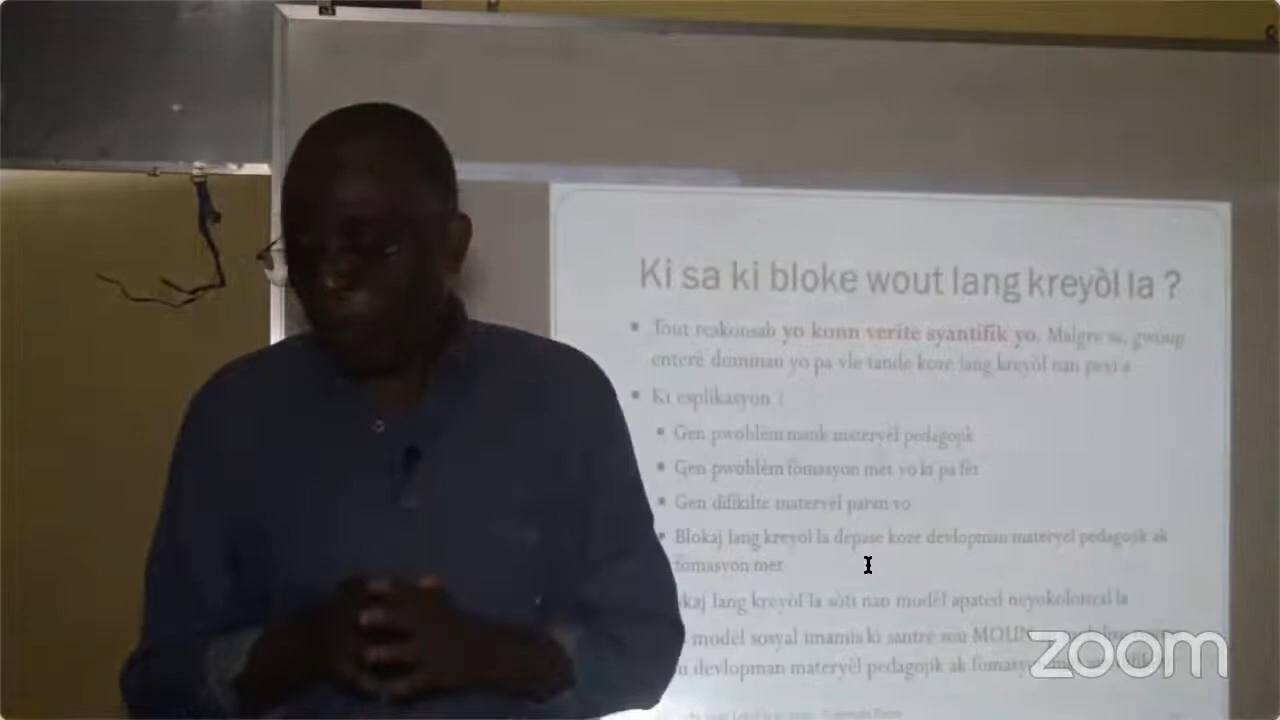 Ki sa ki bloke wout lang kreyòl la ?
Tout reskonsab yo konn verite syantifik yo. Malgre sa, gwoup
enterè dominan yo pa vle tande koze lang kreyòl nan peyi a
Ki esplikasyon ?
Gen pwoblèm mank materyèl pedagojik
Gen pwoblèm fòmasyon mèt yo ki pa fèt
Gen difikilte materyèl paran yo
Blokaj lang kreyòl la depase koze devlopman materyèl pedagojik ak
fòmasyon mèt
kaj lang kreyòl la sòti nan modèl apated neyokolonyal la
modèl sosyal imamis ki santre sou MOUN
devlopman materyèl pedagojik ak
zoom